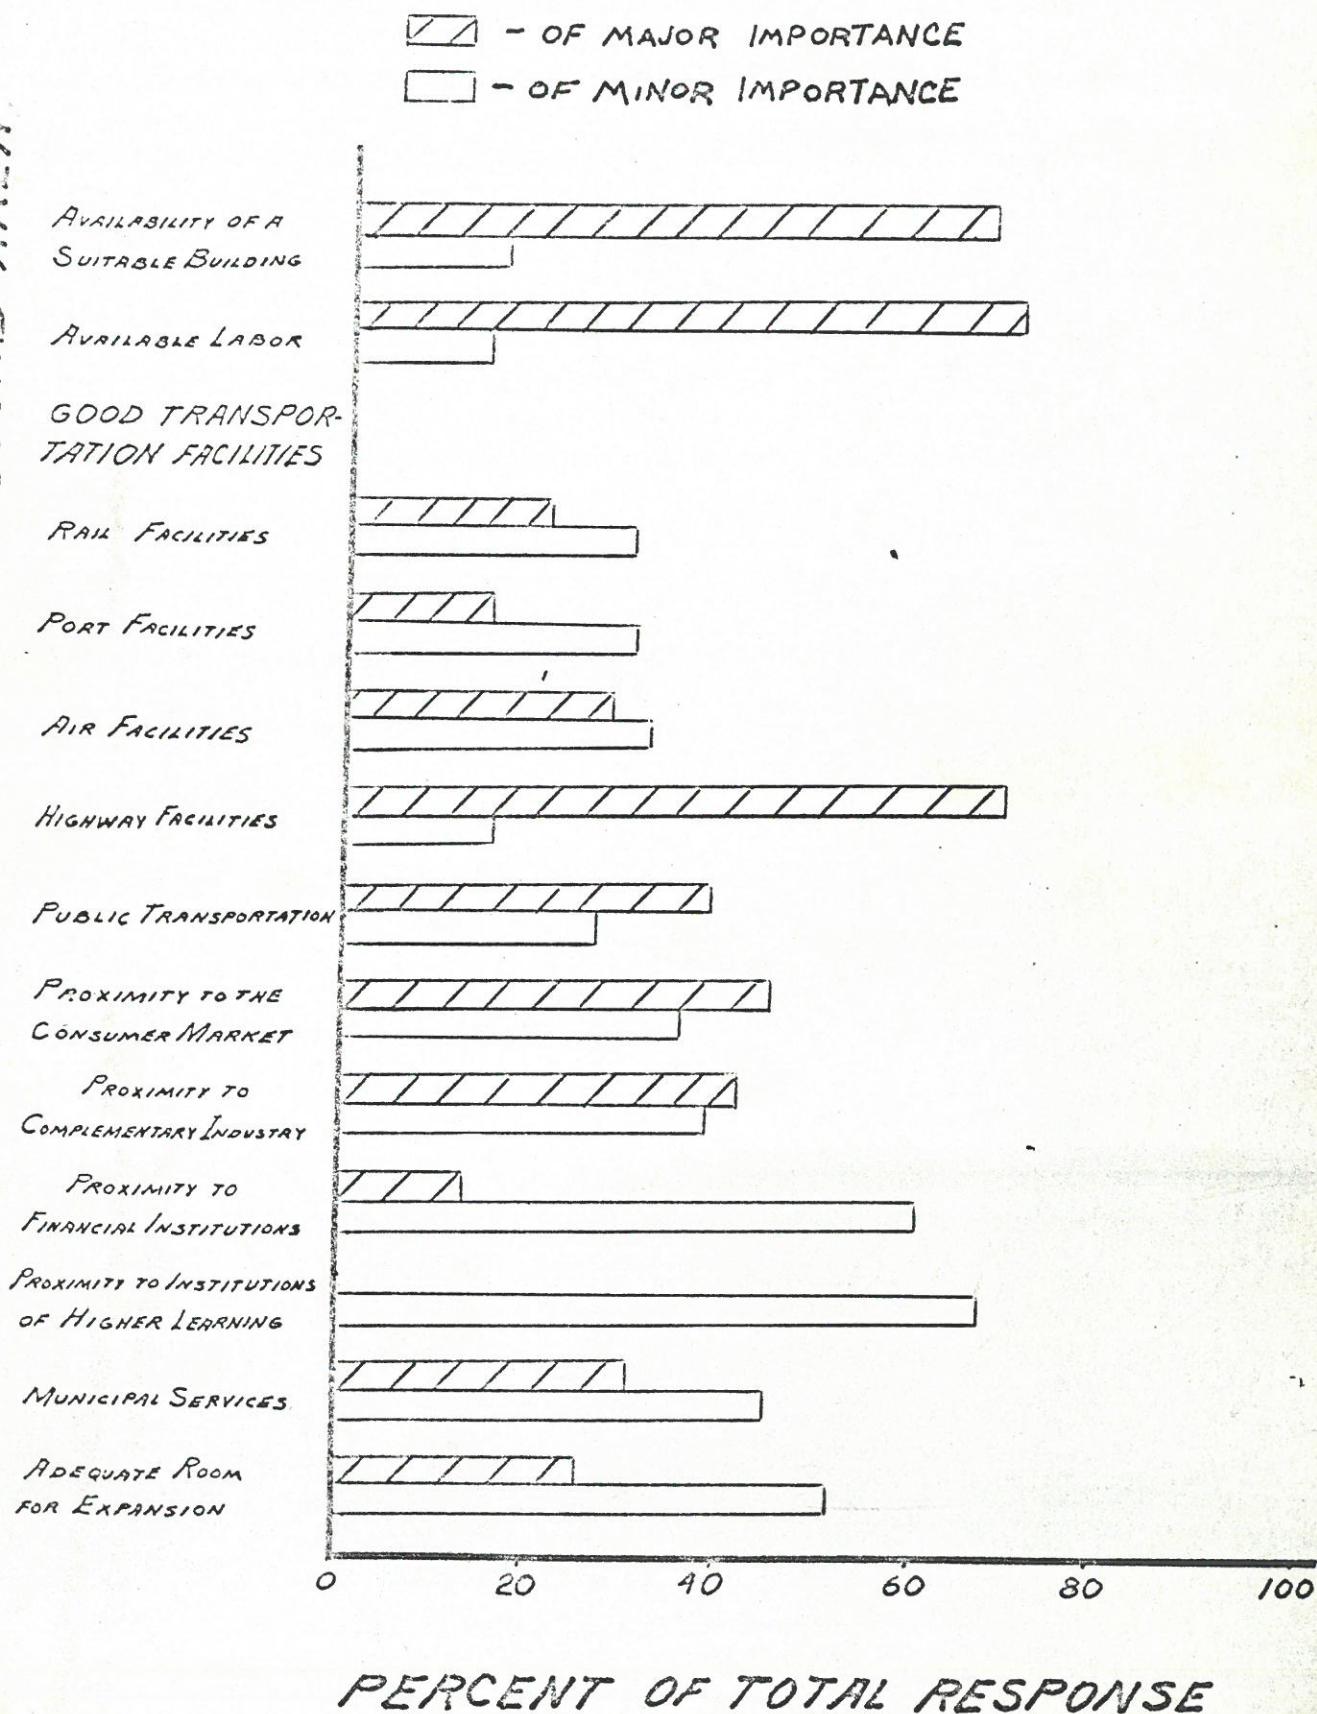 - OF MAJOR IMPORTANCE
- OF MINOR IMPORTANCE
AVAILABILITY OF A
SUITABLE BUILDING
AVAILABLE LABOR
GOOD TRANSPOR-
TATION FACILITIES
RAIL FACILITIES
PORT FACILITIES
AIR FACILITIES
HIGHWAY FACILITIES
PUBLIC TRANSPORTATION
PROXIMITY TO THE
CONSUMER MARKET
PROXIMITY TO
COMPLEMENTARY INDUSTRY
PROXIMITY TO
FINANCIAL INSTITUTIONS
PROXIMITY TO INSTITUTIONS
OF HIGHER LEARNING
MUNICIPAL SERVICES
ADEQUATE ROOM
FOR EXPANSION
0 20 40 60 80 100
PERCENT OF TOTAL RESPONSE